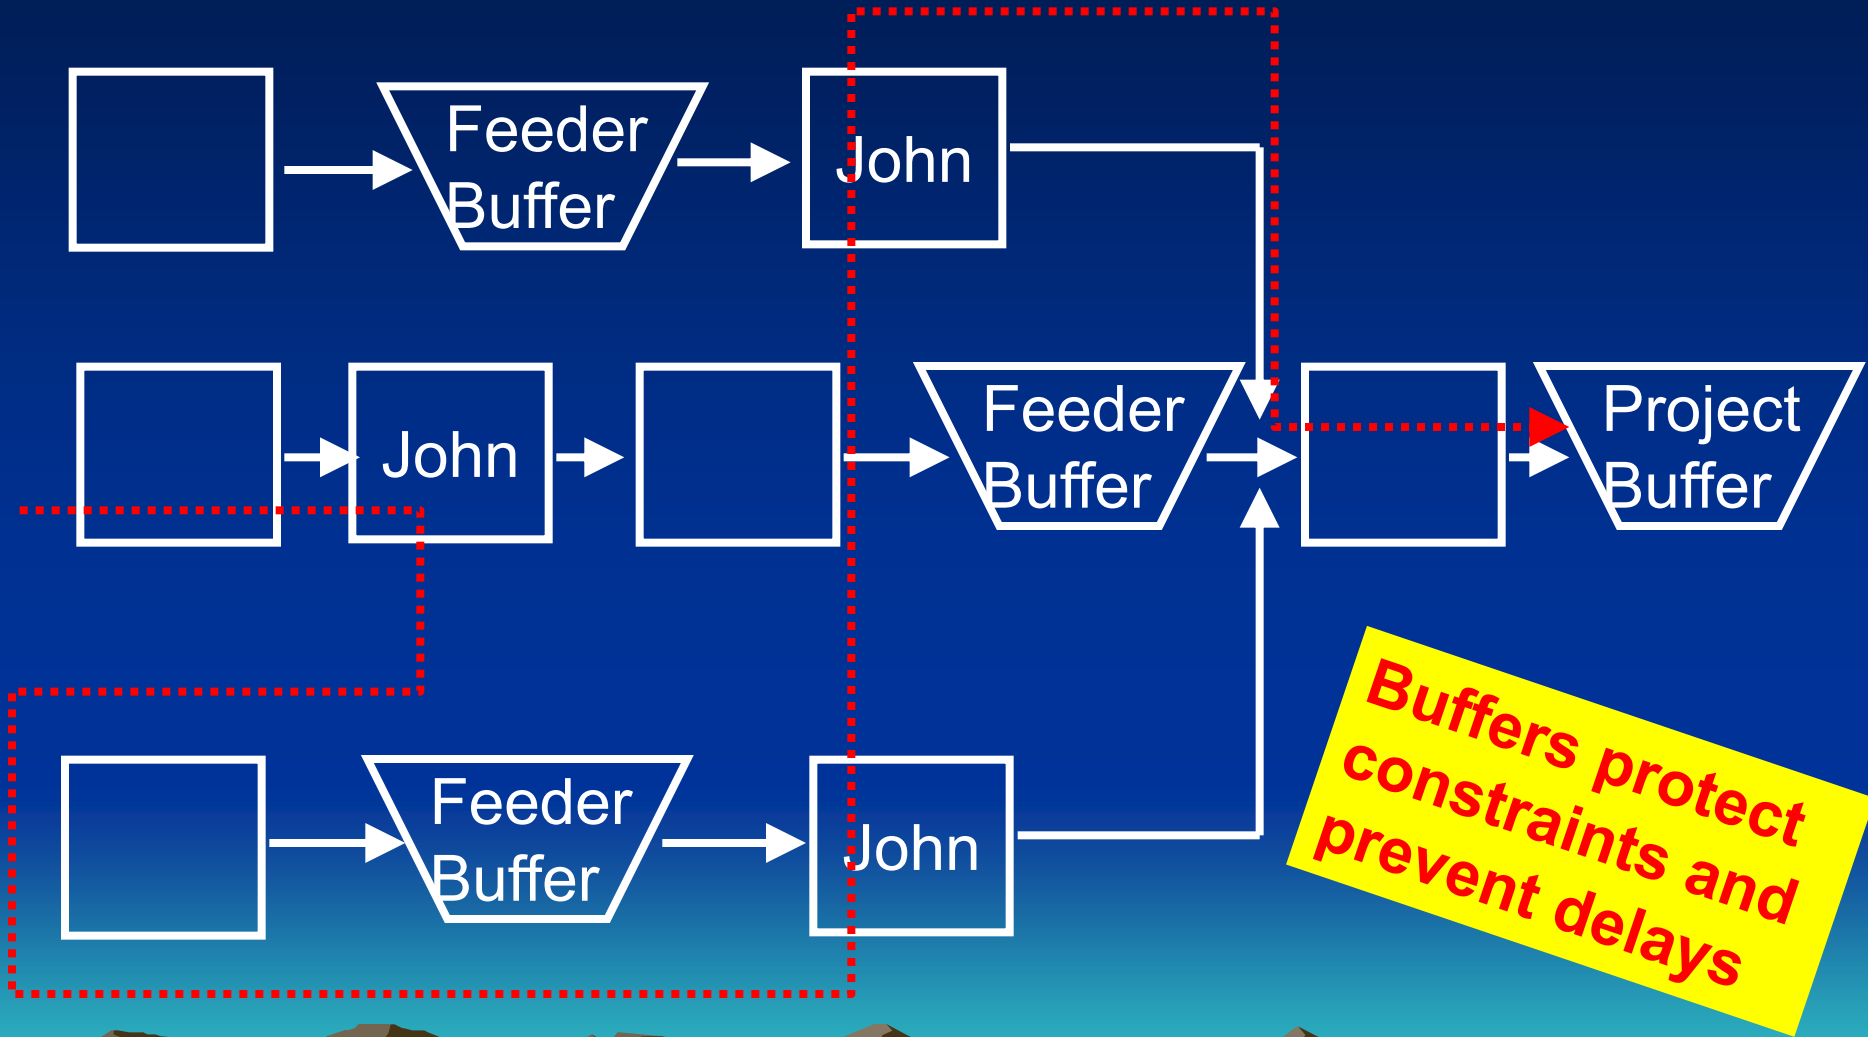 Feeder
Buffer
John
John
Feeder
Buffer
Project
Buffer
Feeder
Buffer
John
Buffers protect
constraints and
prevent delays